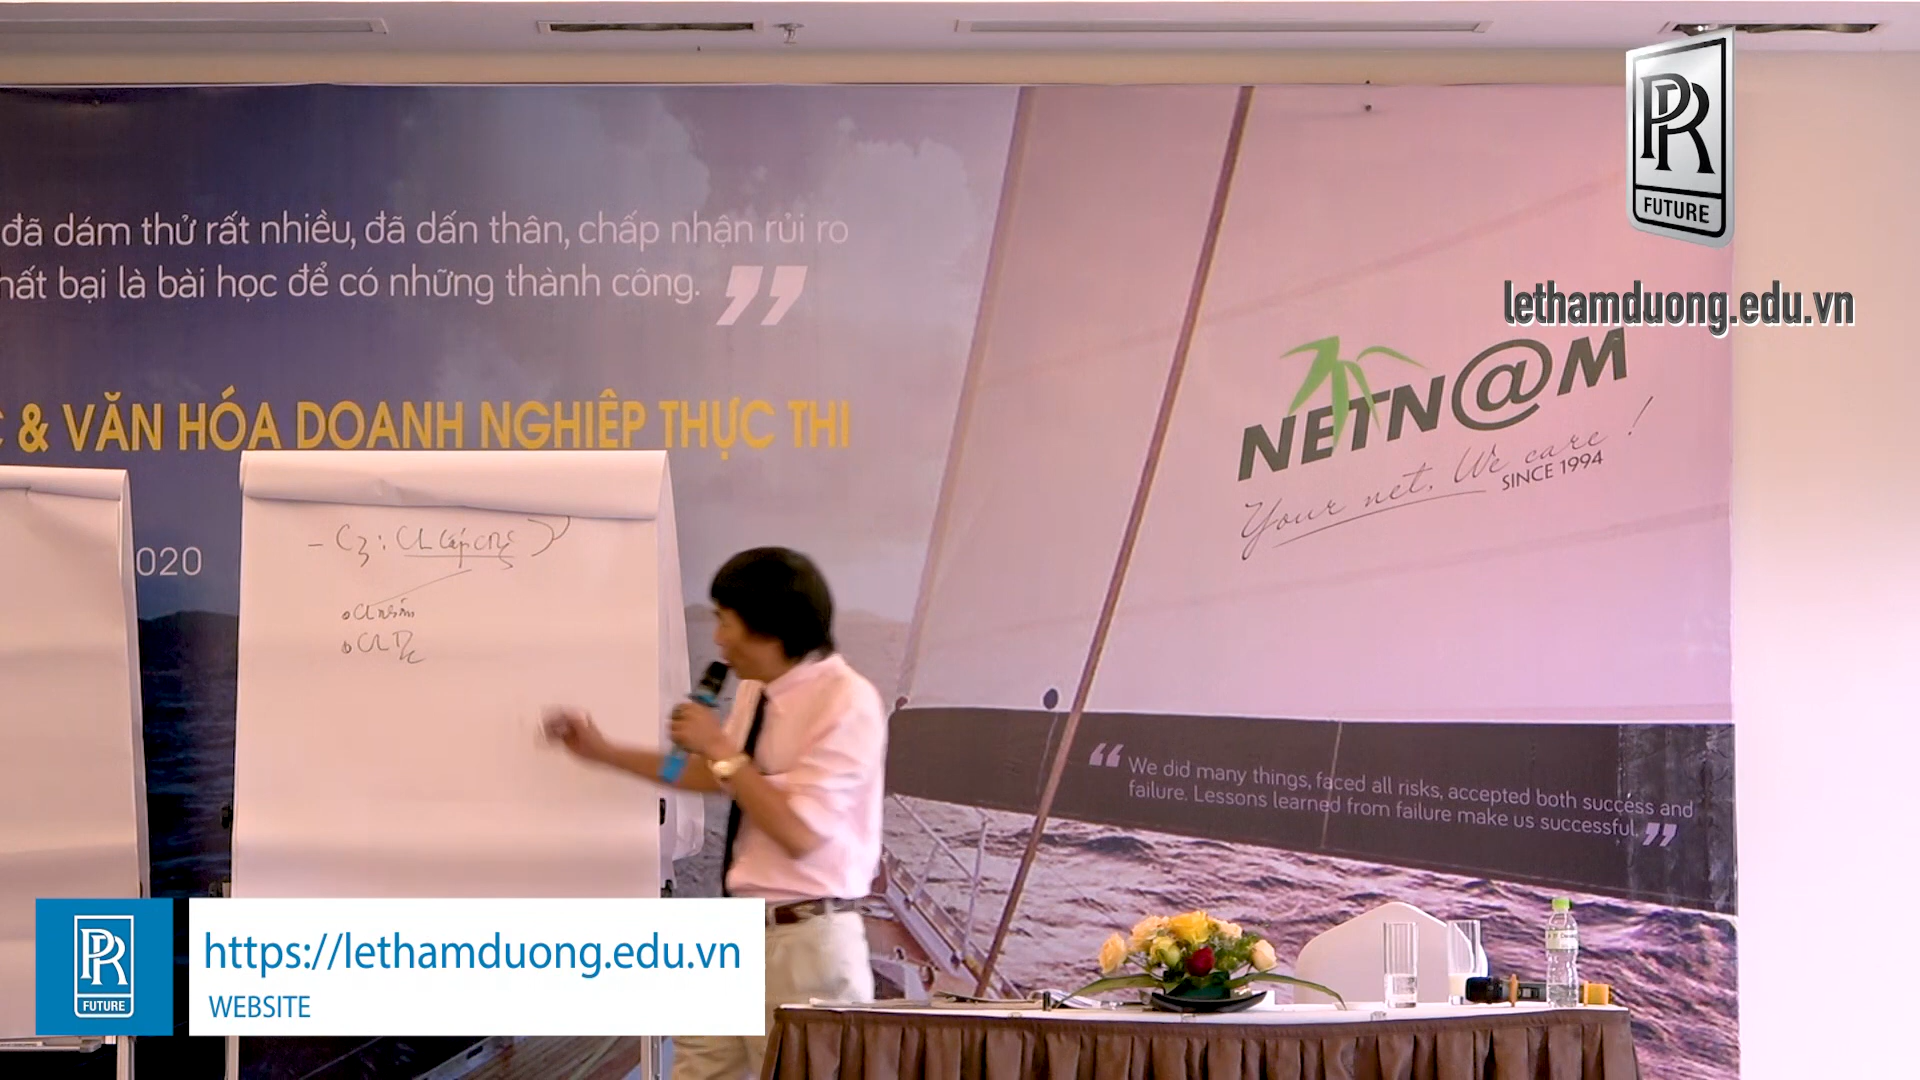 đã dám thử rất nhiều, đã dấn thân, chấp nhận rủi ro
hất bại là bài học để có những thành công. ”
& VĂN HÓA DOANH NGHIỆP THỰC THI
020
- C3:
PR
FUTURE
lethamduong.edu.vn
NETN@M
Your net, We care!
SINCE 1994
“ We did many things, faced all risks, accepted both success and
failure. Lessons learned from failure make us successful. ”
PR
FUTURE
https://lethamduong.edu.vn
WEBSITE